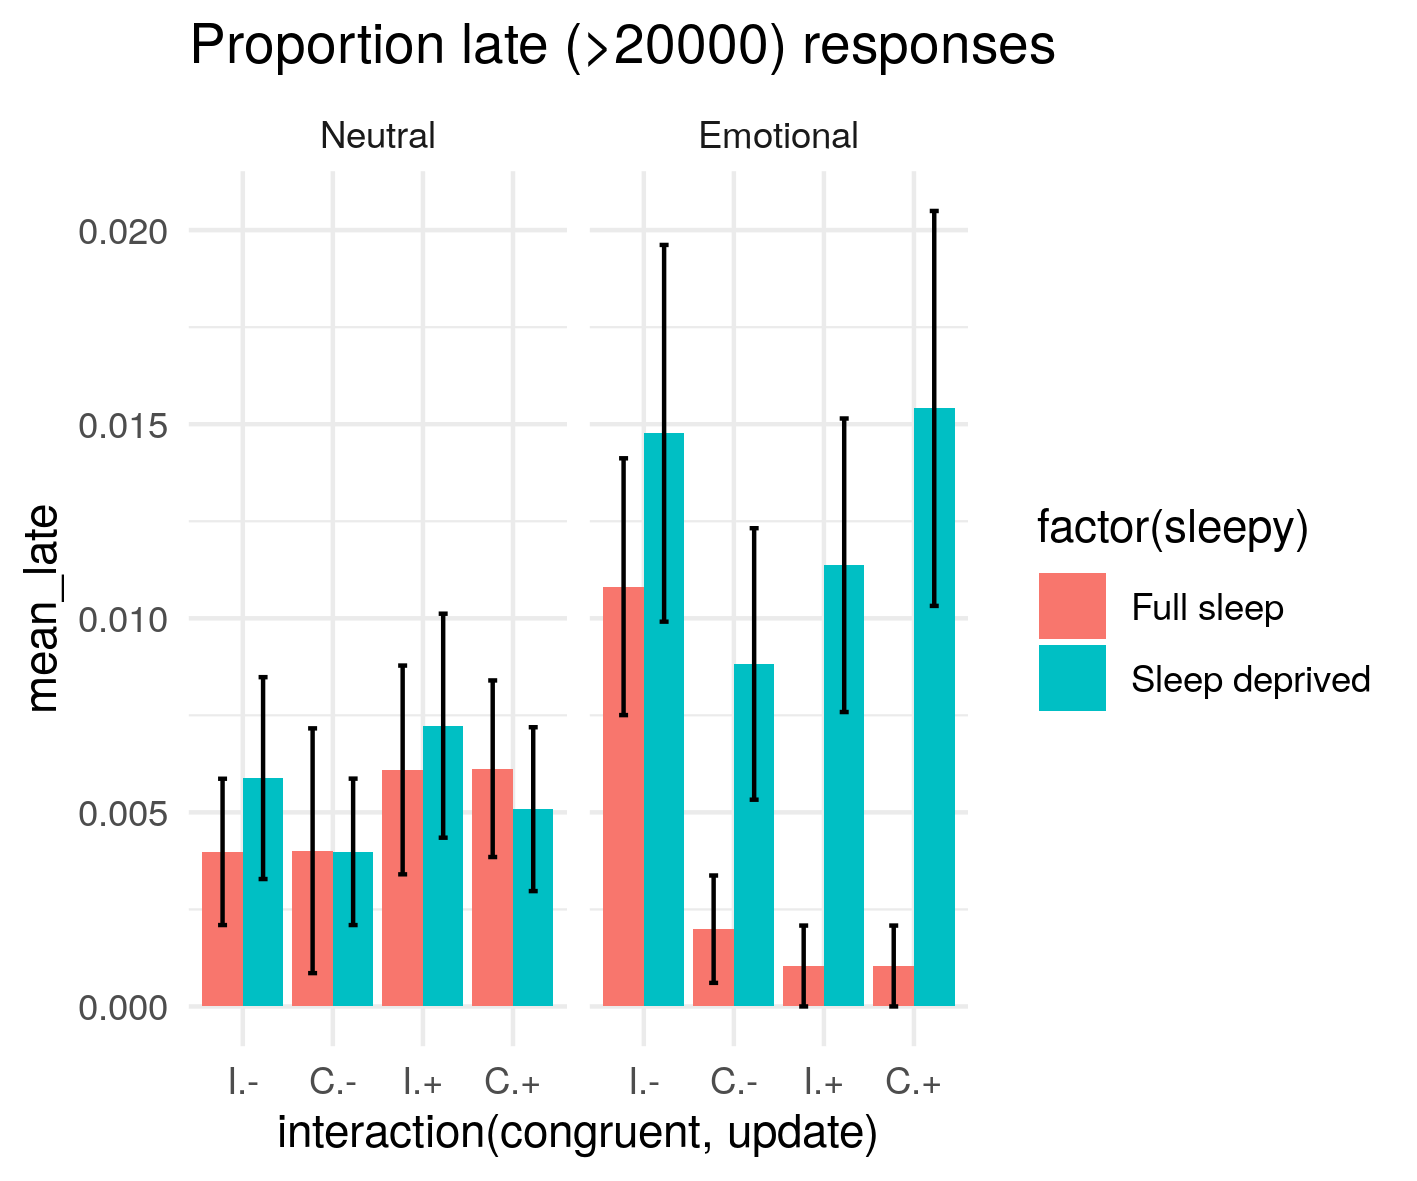 Proportion late (>20000) responses
Neutral
Emotional
mean_late
0.020
0.015
0.010
0.005
0.000
I.- C.- I.+ C.+
I.- C.- I.+ C.+
interaction(congruent, update)
factor(sleepy)
Full sleep
Sleep deprived